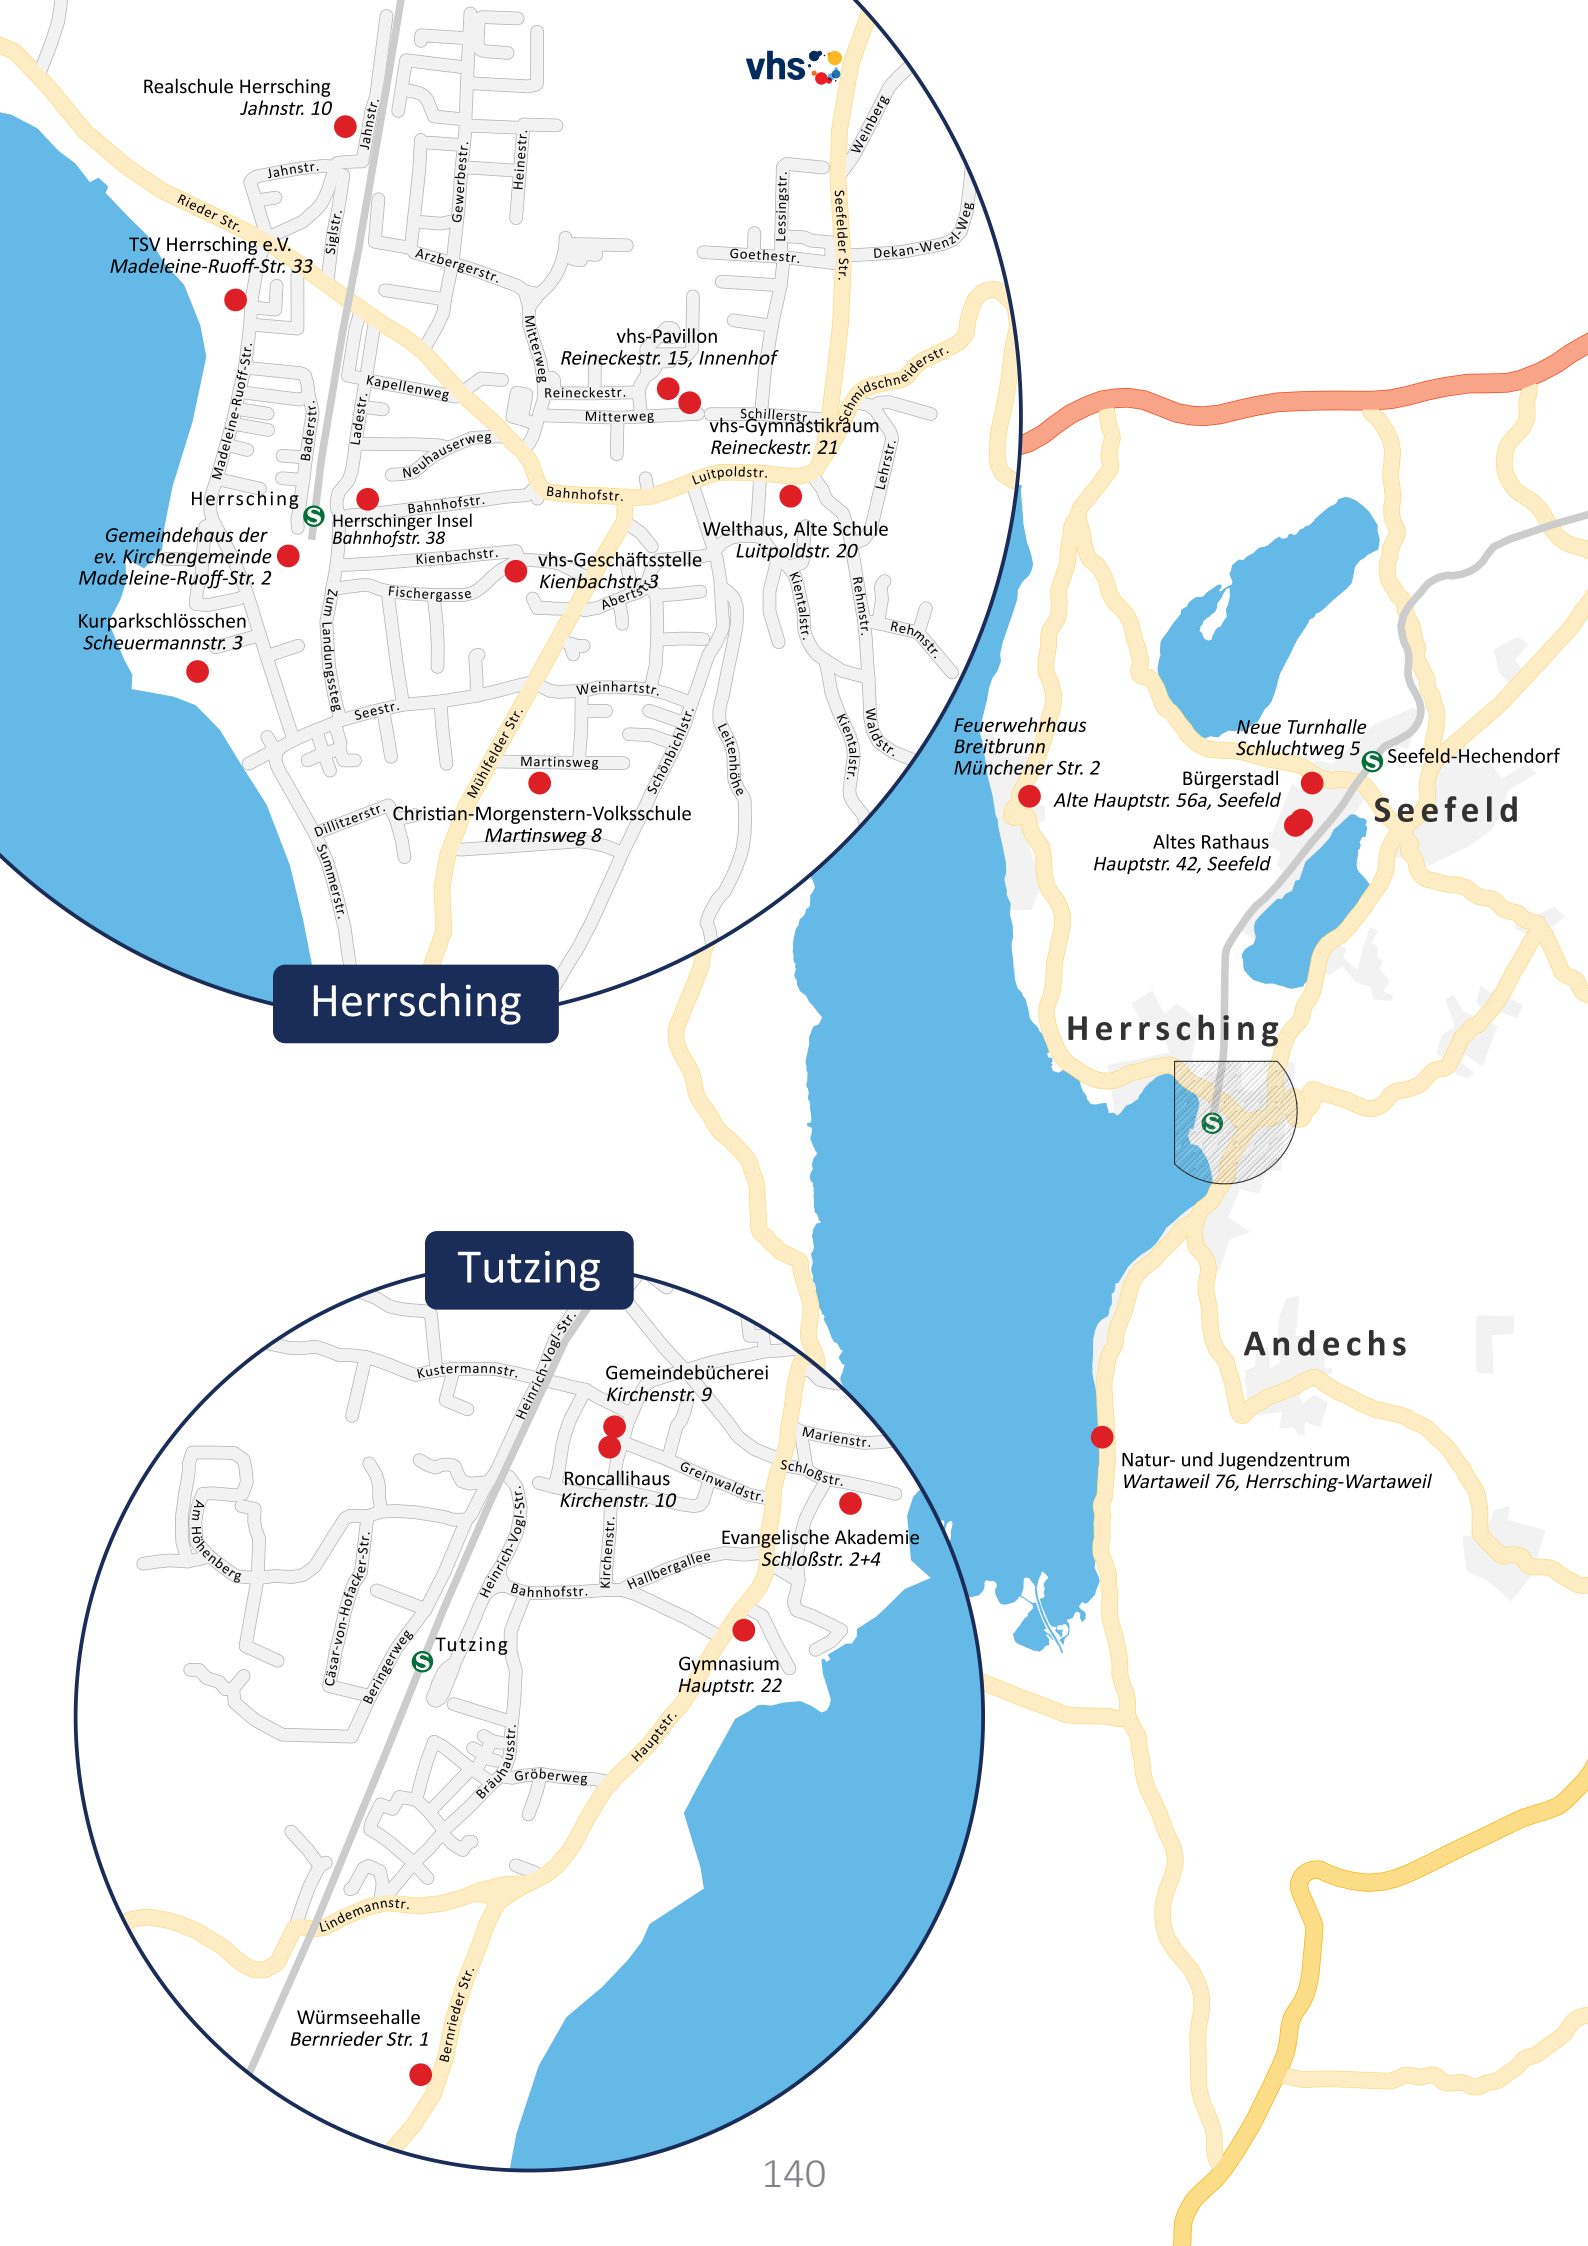 vhs
Realschule Herrsching
Jahnstr. 10
Jahnstr.
Jahnstr.
Rieder Str.
Siglstr.
Gewerbestr.
Heinestr.
Weinberg
Lessingstr.
Seefelder Str.
Goethestr.
Dekan-Wenzl-Weg
TSV Herrsching e.V.
Madeleine-Ruoff-Str. 33
Arzbergerstr.
Mitterweg
vhs-Pavillon
Reineckestr. 15, Innenhof
Madeleine-Ruoff-Str.
Kapellenweg
Reineckestr.
Mitterweg
Schillerstr.
Schmidschneiderstr.
vhs-Gymnastikraum
Reineckestr. 21
Baderstr.
Ladestr.
Neuhauserweg
Lehrstr.
Luitpoldstr.
Bahnhofstr.
Bahnhofstr.
Herrsching
S
Herrschinger Insel
Bahnhofstr. 38
Gemeindehaus der
ev. Kirchengemeinde
Madeleine-Ruoff-Str. 2
Welthaus, Alte Schule
Luitpoldstr. 20
Kienbachstr.
vhs-Geschäftsstelle
Kienbachstr. 3
Fischergasse
Abertstr.
Kientalstr.
Rehmstr.
Rehmstr.
Kurparkschlösschen
Scheuermannstr. 3
Zum Landungssteg
Seestr.
Weinhartstr.
Mühlfelder Str.
Schönbichlstr.
Leitenhöhe
Kientalstr.
Waldstr.
Martinsweg
Christian-Morgenstern-Volksschule
Martinsweg 8
Dillitzerstr.
Summerstr.
Herrsching
Feuerwehrhaus
Breitbrunn
Münchener Str. 2
Neue Turnhalle
Schluchtweg 5
S
Seefeld-Hechendorf
Bürgerstadl
Alte Hauptstr. 56a, Seefeld
Seefeld
Altes Rathaus
Hauptstr. 42, Seefeld
Herrsching
S
Andechs
Natur- und Jugendzentrum
Wartaweil 76, Herrsching-Wartaweil
Tutzing
Heinrich-Vogl-Str.
Kustermannstr.
Gemeindebücherei
Kirchenstr. 9
Marienstr.
Schloßstr.
Greinwaldstr.
Roncallihaus
Kirchenstr. 10
Am Höhenberg
Heinrich-Vogl-Str.
Kirchenstr.
Evangelische Akademie
Schloßstr. 2+4
Cäsar-von-Hofacker-Str.
Bahnhofstr.
Hallbergallee
Beringerweg
S
Tutzing
Gymnasium
Hauptstr. 22
Hauptstr.
Bräuhausstr.
Gröberweg
Lindemannstr.
Bernrieder Str.
Würmseehalle
Bernrieder Str. 1
140